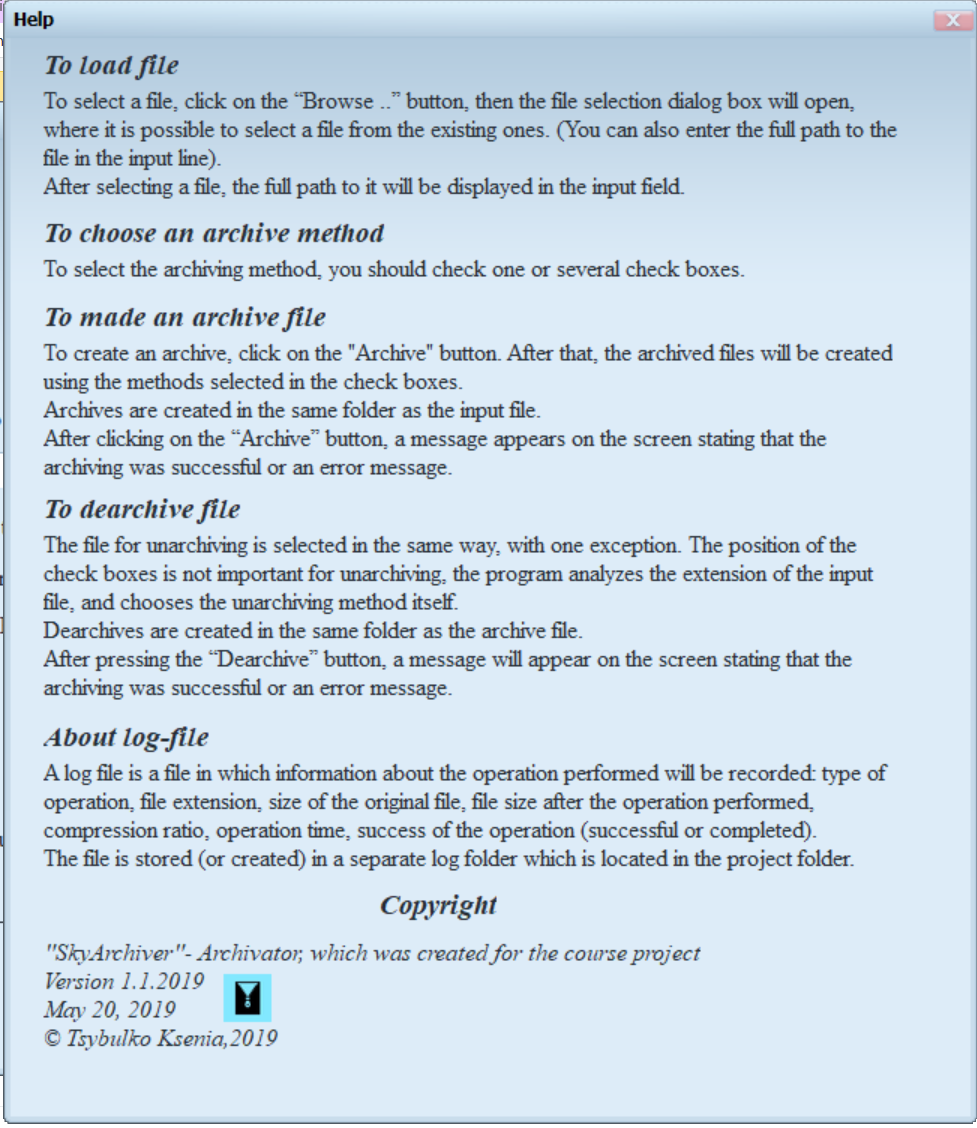 Help
X
To load file
To select a file, click on the “Browse ..” button, then the file selection dialog box will open,
where it is possible to select a file from the existing ones. (You can also enter the full path to the
file in the input line).
After selecting a file, the full path to it will be displayed in the input field.
To choose an archive method
To select the archiving method, you should check one or several check boxes.
To made an archive file
To create an archive, click on the "Archive" button. After that, the archived files will be created
using the methods selected in the check boxes.
Archives are created in the same folder as the input file.
After clicking on the “Archive” button, a message appears on the screen stating that the
archiving was successful or an error message.
To dearchive file
The file for unarchiving is selected in the same way, with one exception. The position of the
check boxes is not important for unarchiving, the program analyzes the extension of the input
file, and chooses the unarchiving method itself.
Dearchives are created in the same folder as the archive file.
After pressing the “Dearchive” button, a message will appear on the screen stating that the
archiving was successful or an error message.
About log-file
A log file is a file in which information about the operation performed will be recorded: type of
operation, file extension, size of the original file, file size after the operation performed,
compression ratio, operation time, success of the operation (successful or completed).
The file is stored (or created) in a separate log folder which is located in the project folder.
Copyright
"SkyArchiver"- Archivator, which was created for the course project
Version 1.1.2019
May 20, 2019
© Tsybulko Ksenia,2019